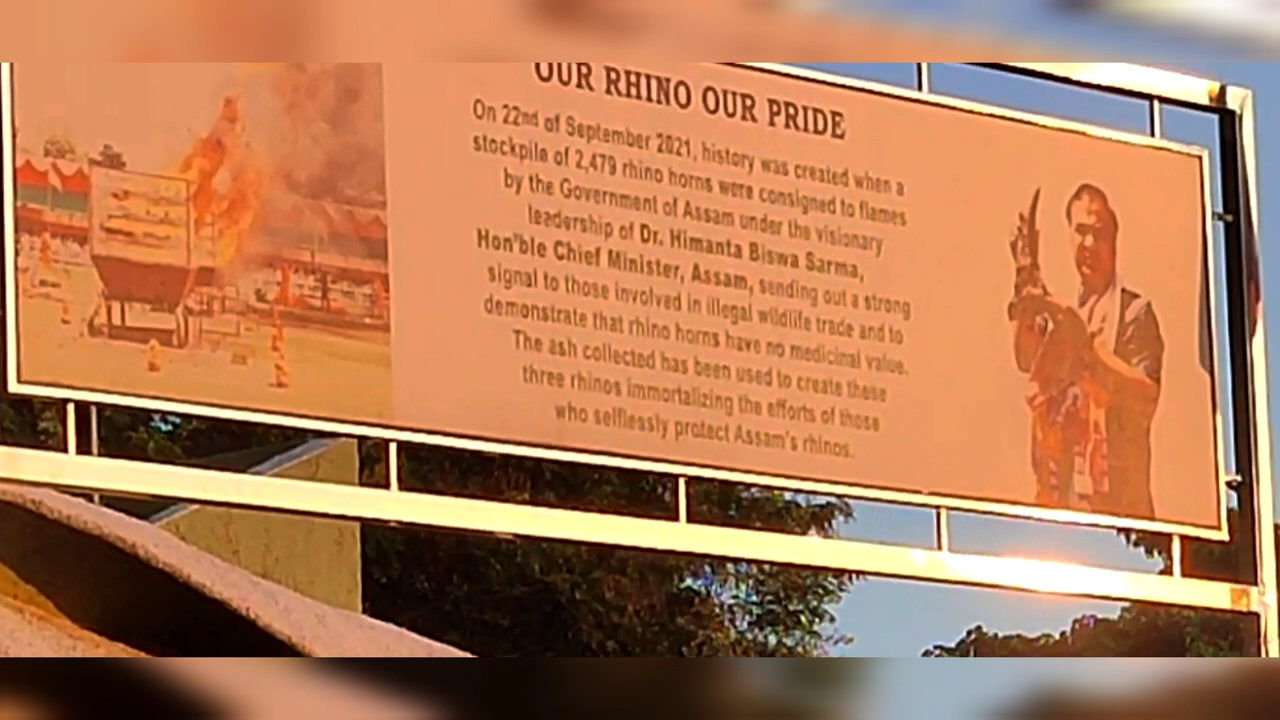 OUR RHINO OUR PRIDE
On 22nd of September 2021, history was created when a
stockpile of 2,479 rhino horns were consigned to flames
by the Government of Assam under the visionary
leadership of Dr. Himanta Biswa Sarma,
Hon'ble Chief Minister, Assam, sending out a strong
signal to those involved in illegal wildlife trade and to
demonstrate that rhino horns have no medicinal value.
The ash collected has been used to create these
three rhinos immortalizing the efforts of those
who selflessly protect Assam's rhinos.